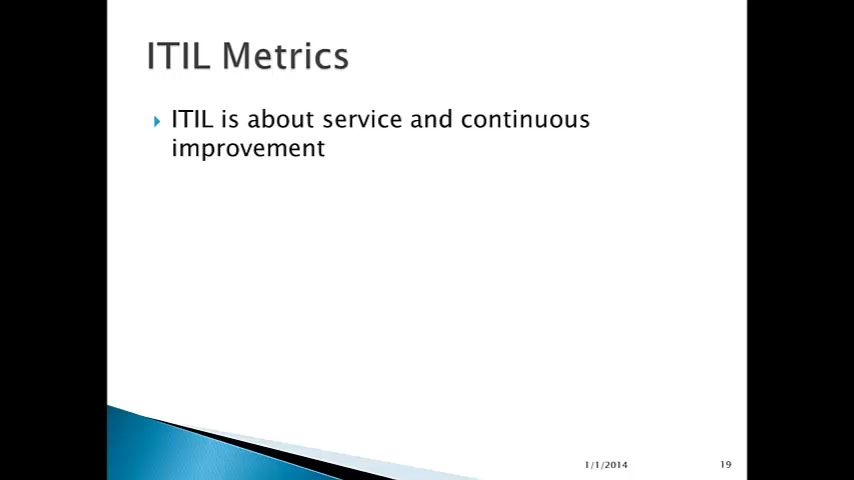 ITIL Metrics
ITIL is about service and continuous
improvement
1/1/2014
19